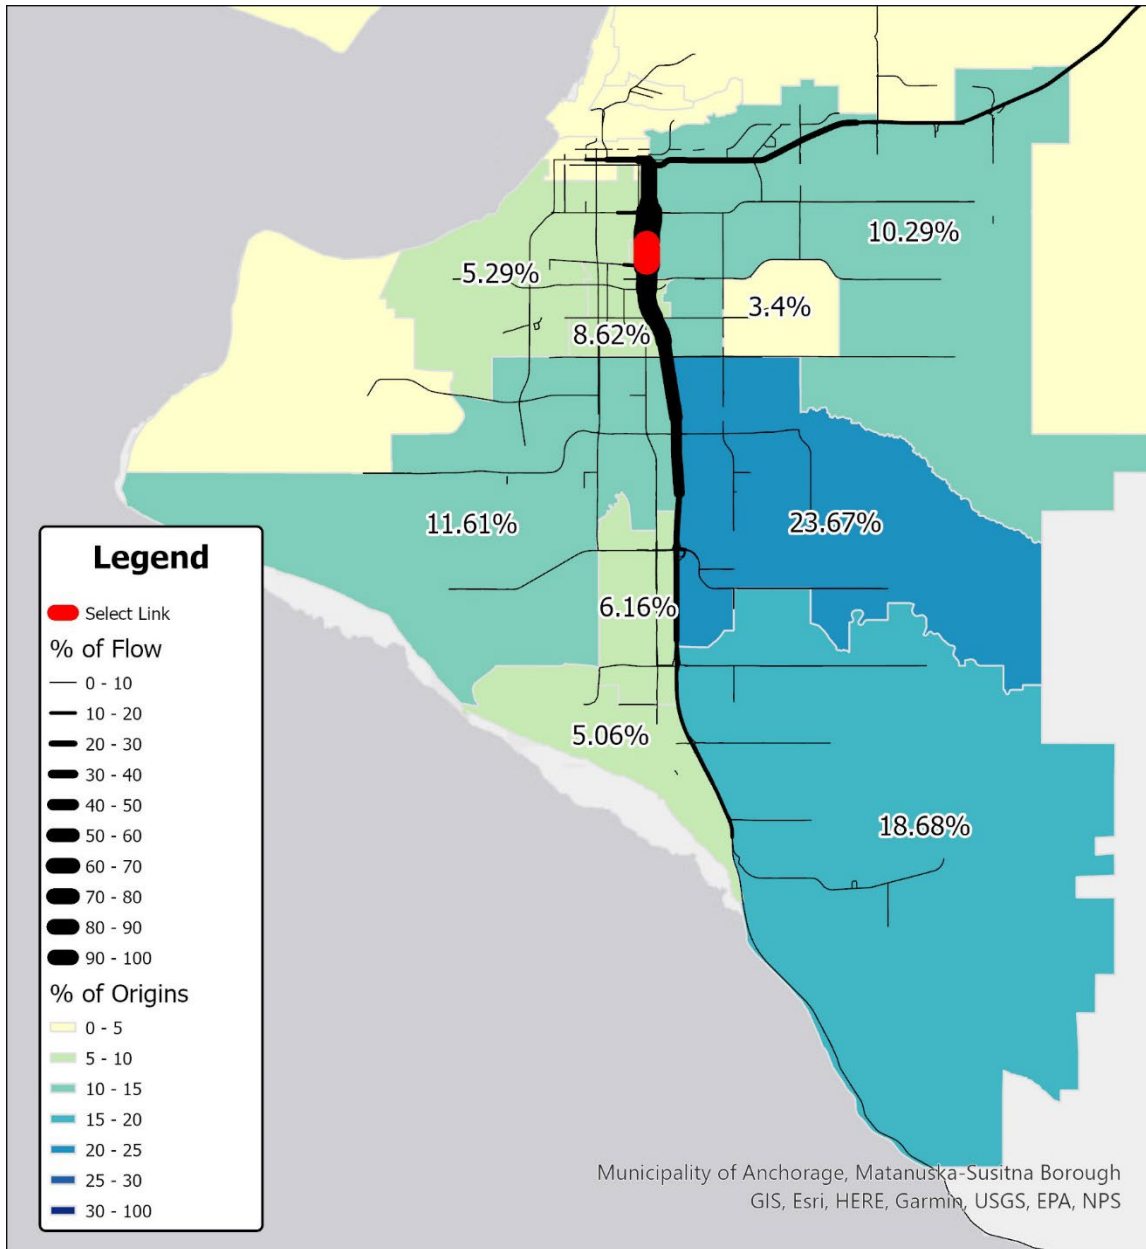 10.29%
5.29%
3.4%
8.62%
11.61%
23.67%
6.16%
5.06%
18.68%
Legend
Select Link
% of Flow
0 - 10
10 - 20
20 - 30
30 - 40
40 - 50
50 - 60
60 - 70
70 - 80
80 - 90
90 - 100
% of Origins
0 - 5
5 - 10
10 - 15
15 - 20
20 - 25
25 - 30
30 - 100
Municipality of Anchorage, Matanuska-Susitna Borough
GIS, Esri, HERE, Garmin, USGS, EPA, NPS